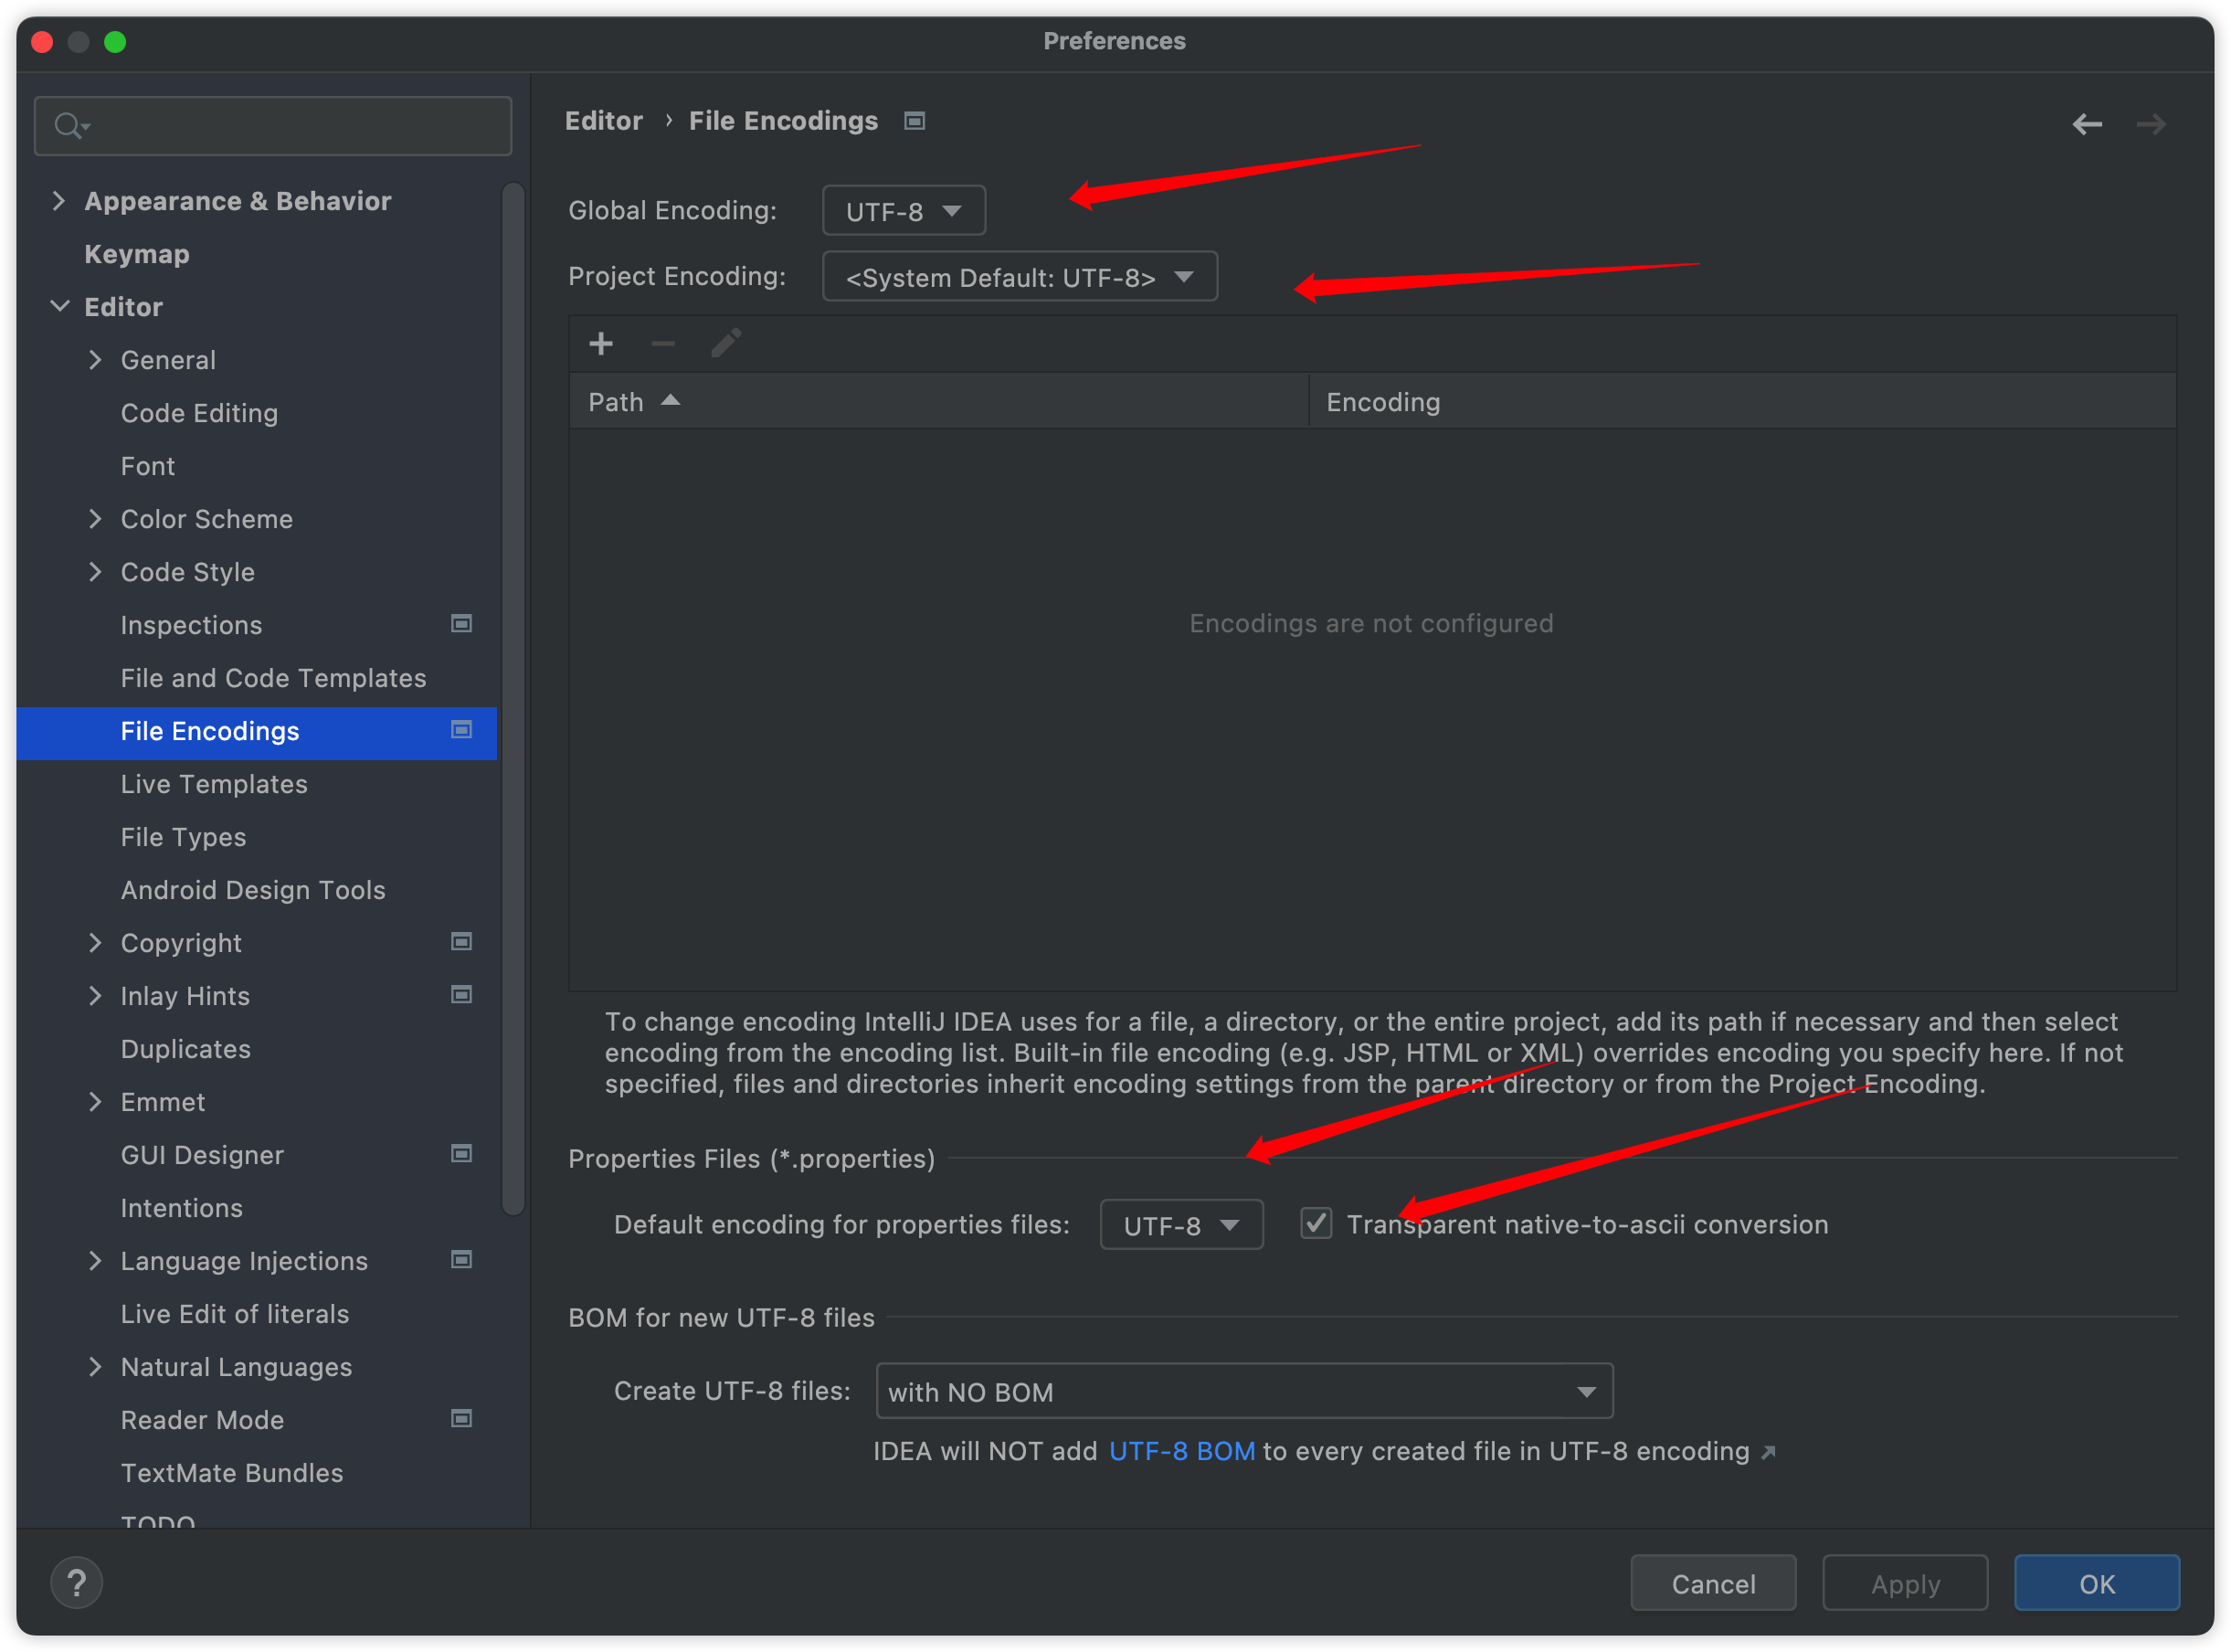 Preferences
Appearance & Behavior
Keymap
Editor
General
Code Editing
Font
Color Scheme
Code Style
Inspections
File and Code Templates
File Encodings
Live Templates
File Types
Android Design Tools
Copyright
Inlay Hints
Duplicates
Emmet
GUI Designer
Intentions
Language Injections
Live Edit of literals
Natural Languages
Reader Mode
TextMate Bundles
TODO
Editor › File Encodings
Global Encoding: UTF-8
Project Encoding: <System Default: UTF-8>
Path Encoding
Encodings are not configured
To change encoding IntelliJ IDEA uses for a file, a directory, or the entire project, add its path if necessary and then select
encoding from the encoding list. Built-in file encoding (e.g. JSP, HTML or XML) overrides encoding you specify here. If not
specified, files and directories inherit encoding settings from the parent directory or from the Project Encoding.
Properties Files (*.properties)
Default encoding for properties files: UTF-8 Transparent native-to-ascii conversion
BOM for new UTF-8 files
Create UTF-8 files: with NO BOM
IDEA will NOT add UTF-8 BOM to every created file in UTF-8 encoding
? Cancel Apply OK